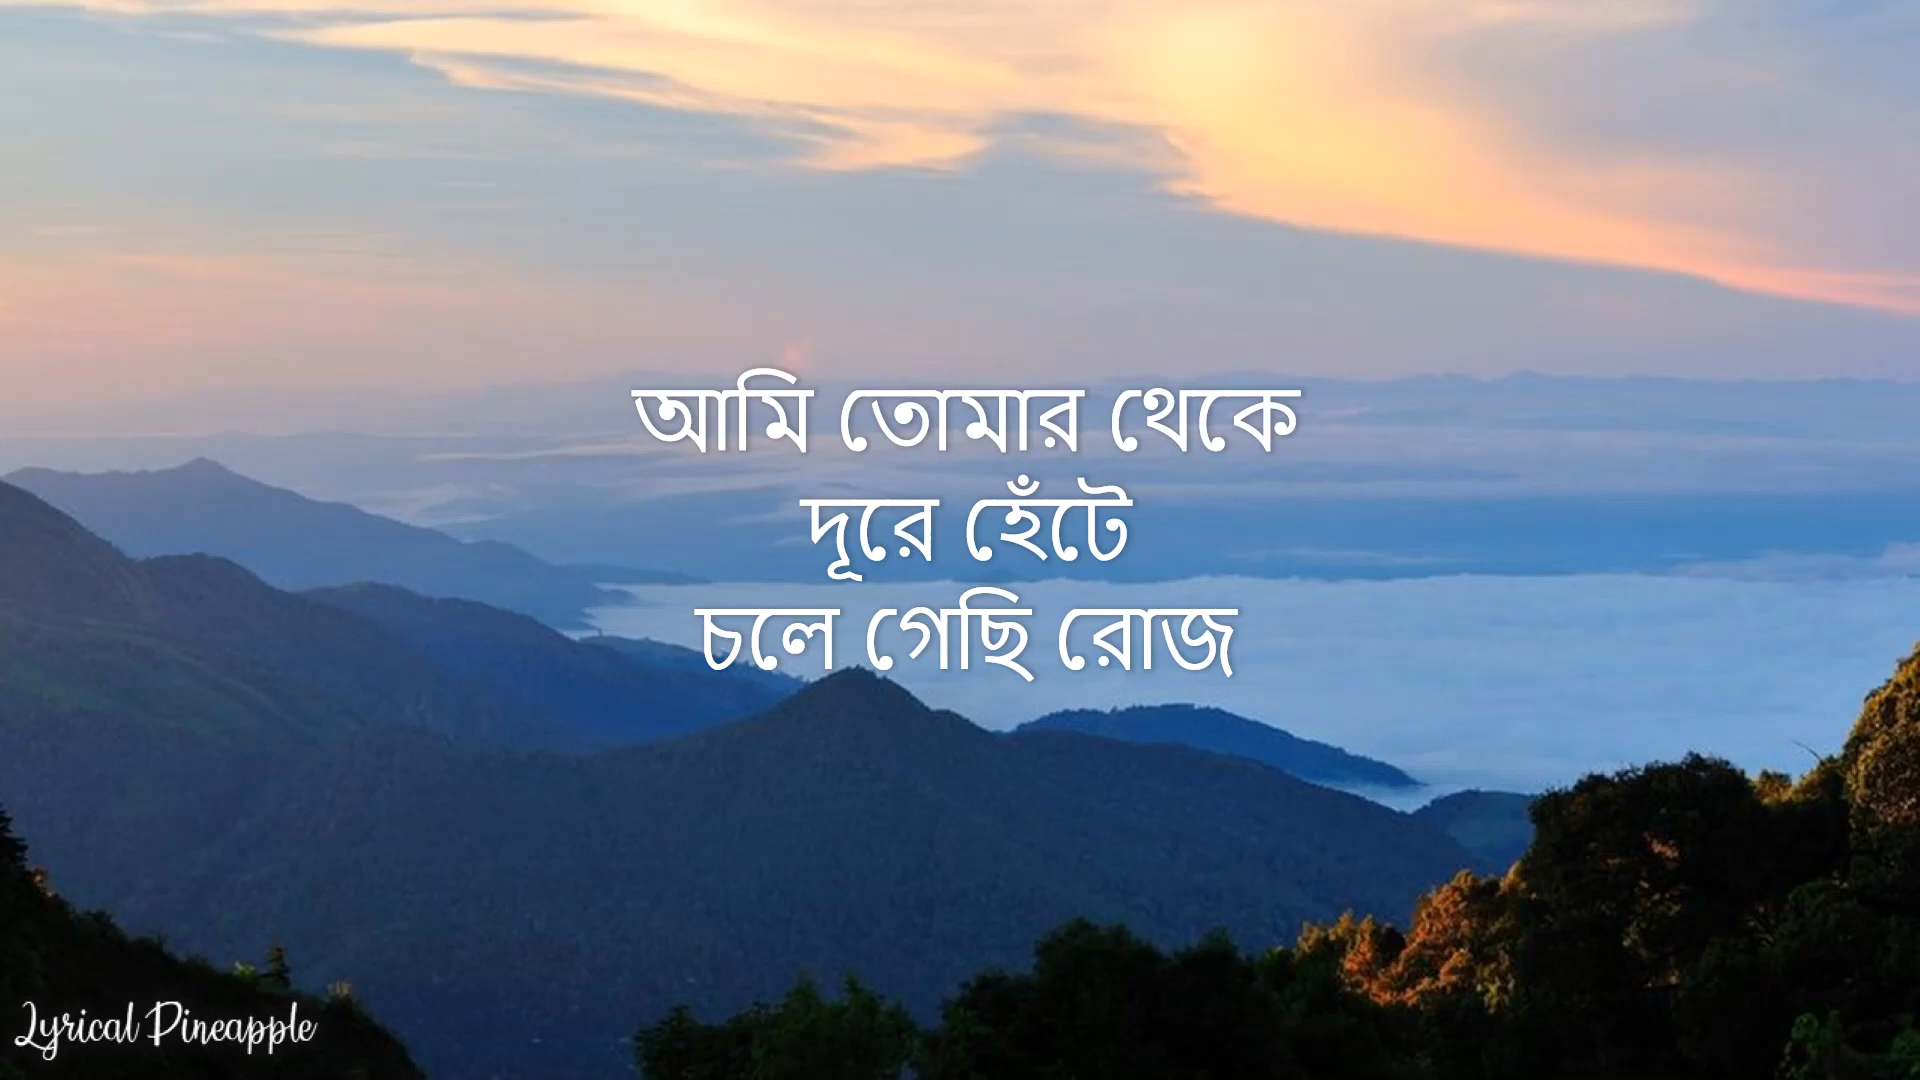 আমি তোমার থেকে
দূরে হেঁটে
চলে গেছি রোজ
Lyrical Pineapple